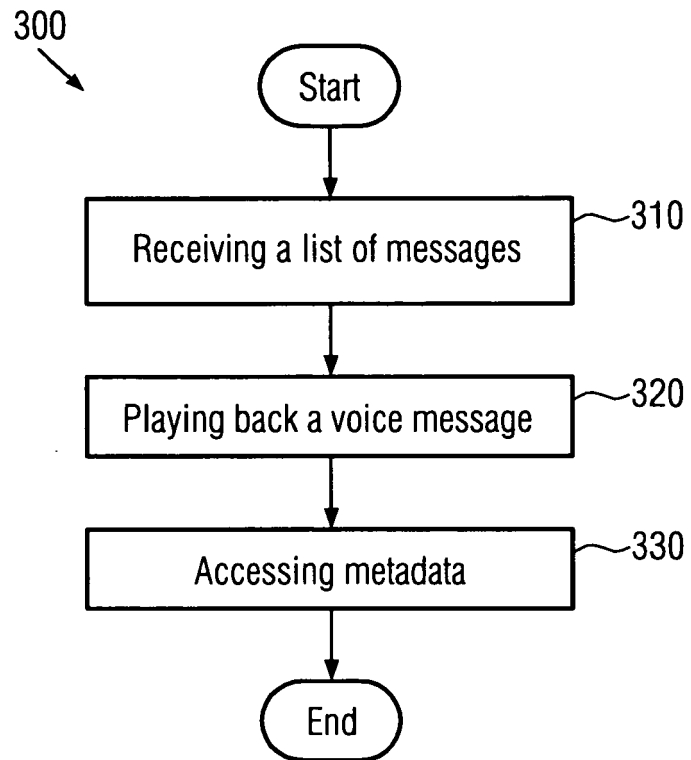 300
Start
Receiving a list of messages
310
Playing back a voice message
320
Accessing metadata
330
End